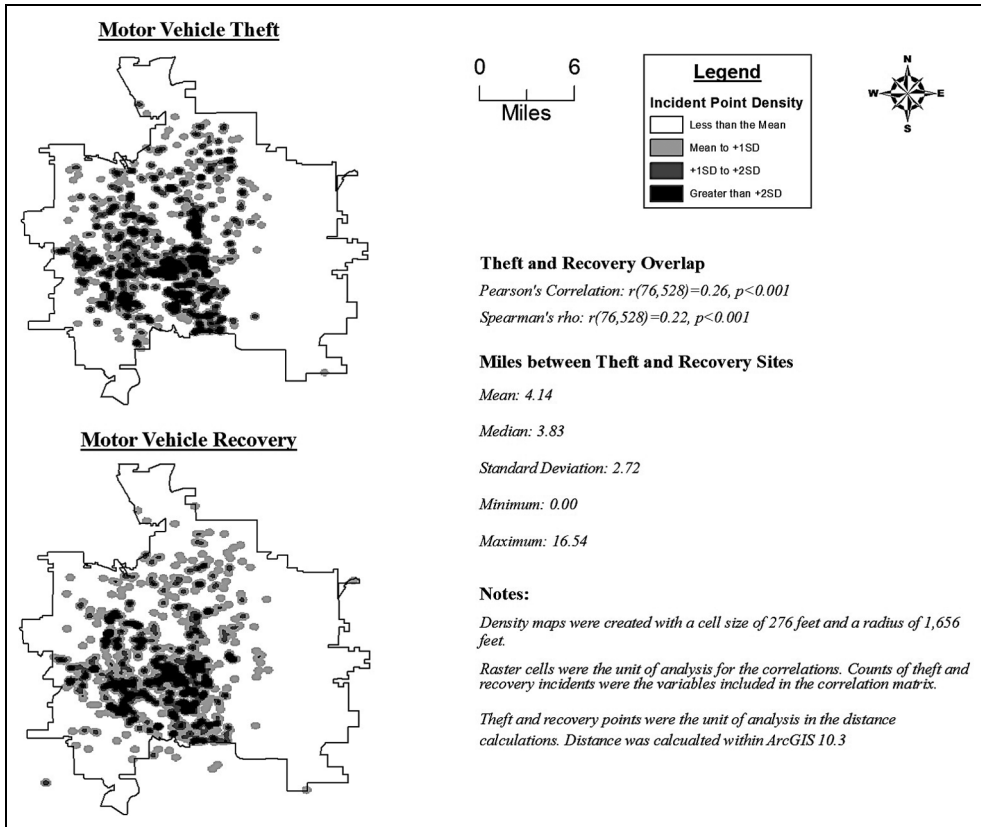 Motor Vehicle Theft
0 6
Miles
Legend
Incident Point Density
Less than the Mean
Mean to +1SD
+1SD to +2SD
Greater than +2SD
N
W E
S
Theft and Recovery Overlap
Pearson's Correlation: r(76,528)=0.26, p<0.001
Spearman's rho: r(76,528)=0.22, p<0.001
Miles between Theft and Recovery Sites
Mean: 4.14
Median: 3.83
Standard Deviation: 2.72
Minimum: 0.00
Maximum: 16.54
Motor Vehicle Recovery
Notes:
Density maps were created with a cell size of 276 feet and a radius of 1,656
feet.
Raster cells were the unit of analysis for the correlations. Counts of theft and
recovery incidents were the variables included in the correlation matrix.
Theft and recovery points were the unit of analysis in the distance
calculations. Distance was calcualted within ArcGIS 10.3